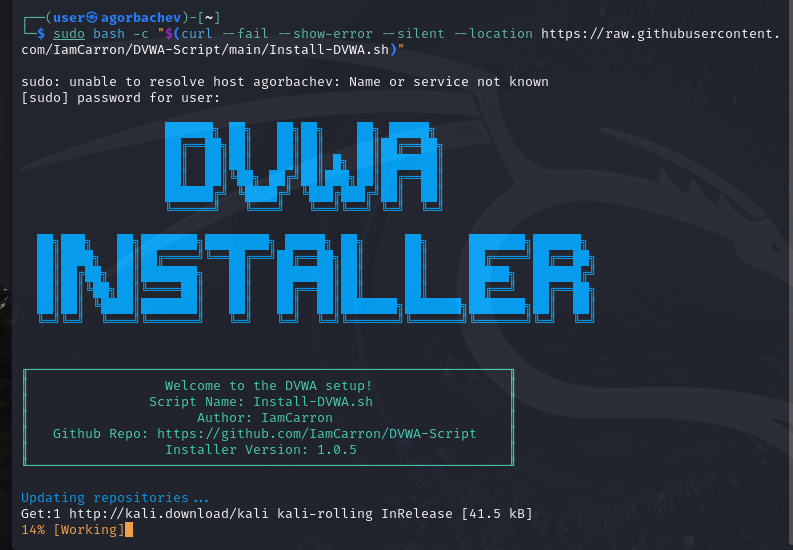 ┌──(user㉿agorbachev)-[~]
└─$ sudo bash -c "$(curl --fail --show-error --silent --location https://raw.githubusercontent.
com/IamCarron/DVWA-Script/main/Install-DVWA.sh)"
sudo: unable to resolve host agorbachev: Name or service not known
[sudo] password for user:
DVWA
INSTALLER
Welcome to the DVWA setup!
Script Name: Install-DVWA.sh
Author: IamCarron
Github Repo: https://github.com/IamCarron/DVWA-Script
Installer Version: 1.0.5
Updating repositories...
Get:1 http://kali.download/kali kali-rolling InRelease [41.5 kB]
14% [Working]